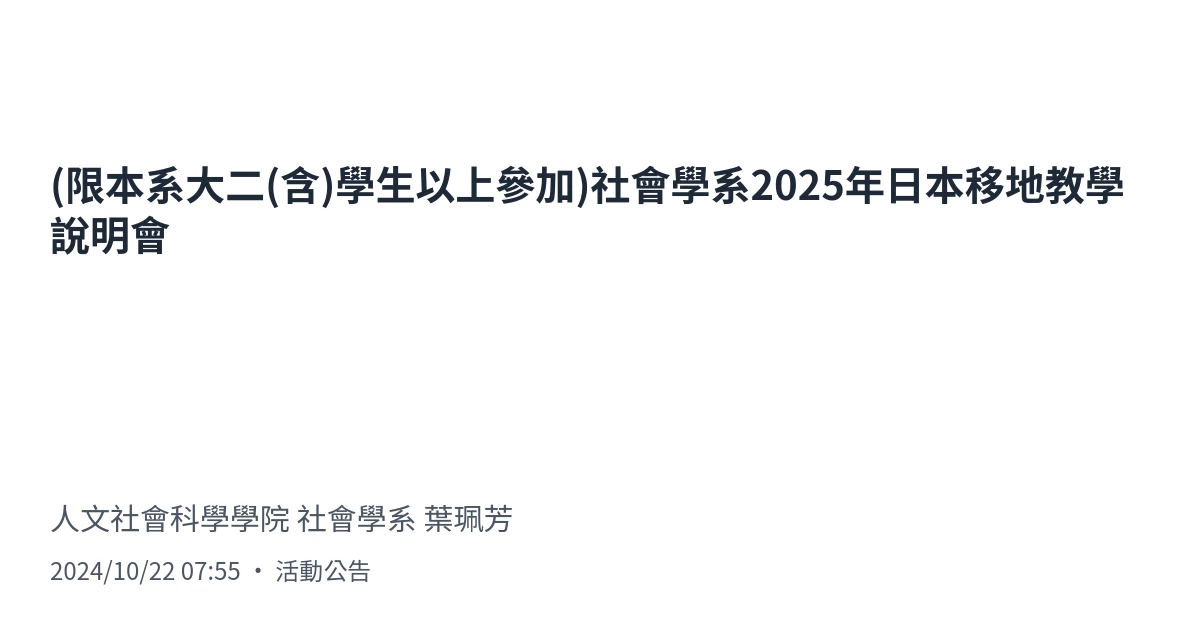 (限本系大二(含)學生以上參加)社會學系2025年日本移地教學
說明會
人文社會科學學院 社會學系 葉珮芳
2024/10/22 07:55 · 活動公告